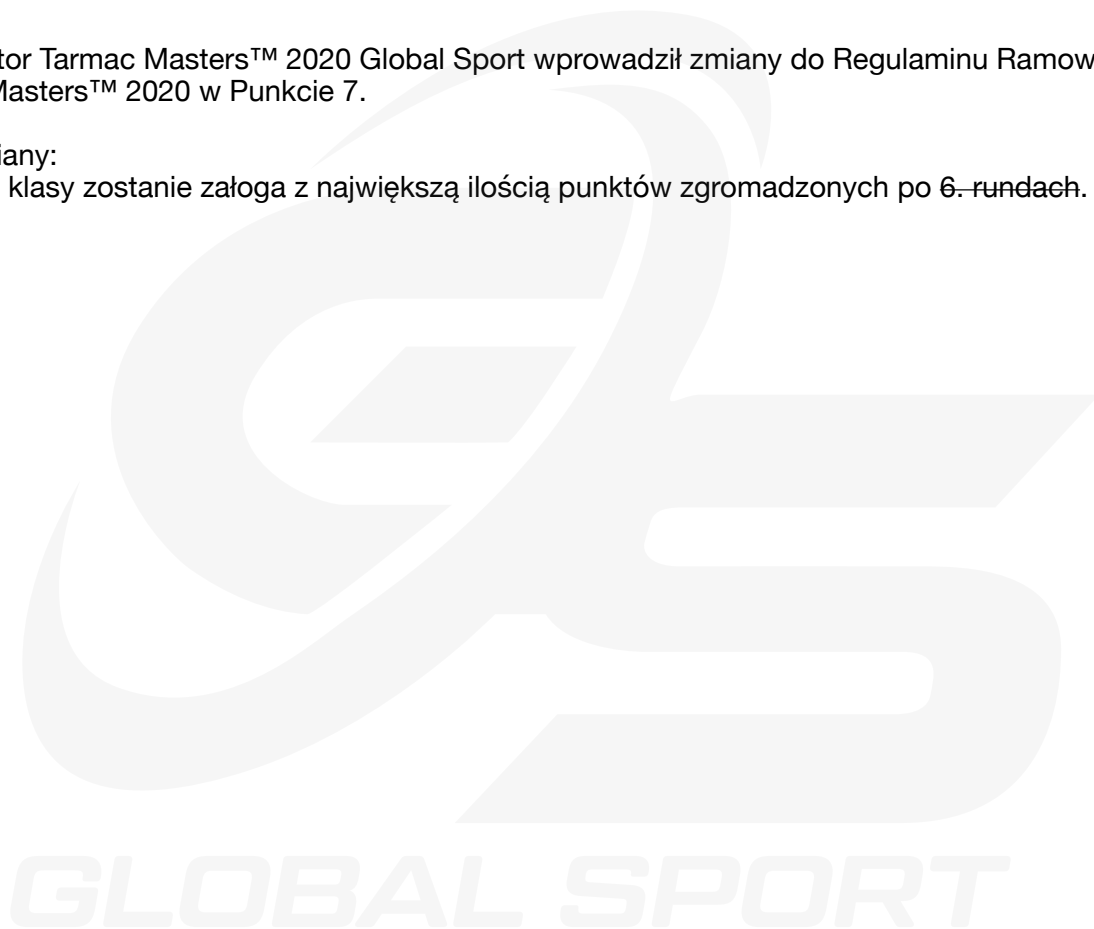 tor Tarmac Masters™ 2020 Global Sport wprowadził zmiany do Regulaminu Ramow
Masters™ 2020 w Punkcie 7.
iany:
klasy zostanie załoga z największą ilością punktów zgromadzonych po 6. rundach.
GLOBAL SPORT